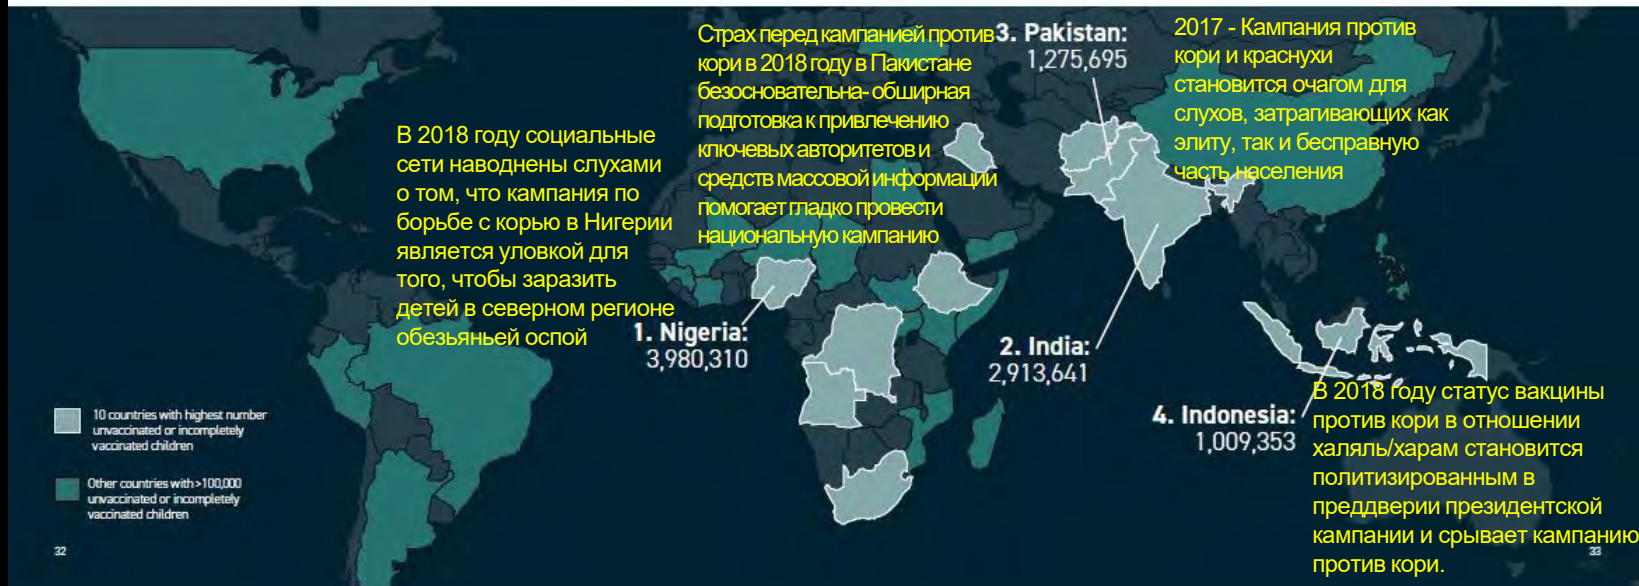 В 2018 году социальные
сети наводнены слухами
о том, что кампания по
борьбе с корью в Нигерии
является уловкой для
того, чтобы заразить
детей в северном регионе
обезьяньей оспой
1. Nigeria:
3,980,310
Страх перед кампанией против
кори в 2018 году в Пакистане
безосновательна- обширная
подготовка к привлечению
ключевых авторитетов и
средств массовой информации
помогает гладко провести
национальную кампанию
3. Pakistan:
1,275,695
2017 - Кампания против
кори и краснухи
становится очагом для
слухов, затрагивающих как
элиту, так и бесправную
часть населения
2. India:
2,913,641
4. Indonesia:
1,009,353
В 2018 году статус вакцины
против кори в отношении
халяль/харам становится
политизированным в
преддверии президентской
кампании и срывает кампанию
против кори.
10 countries with highest number
unvaccinated or incompletely
vaccinated children
Other countries with >100,000
unvaccinated or incompletely
vaccinated children
32
33